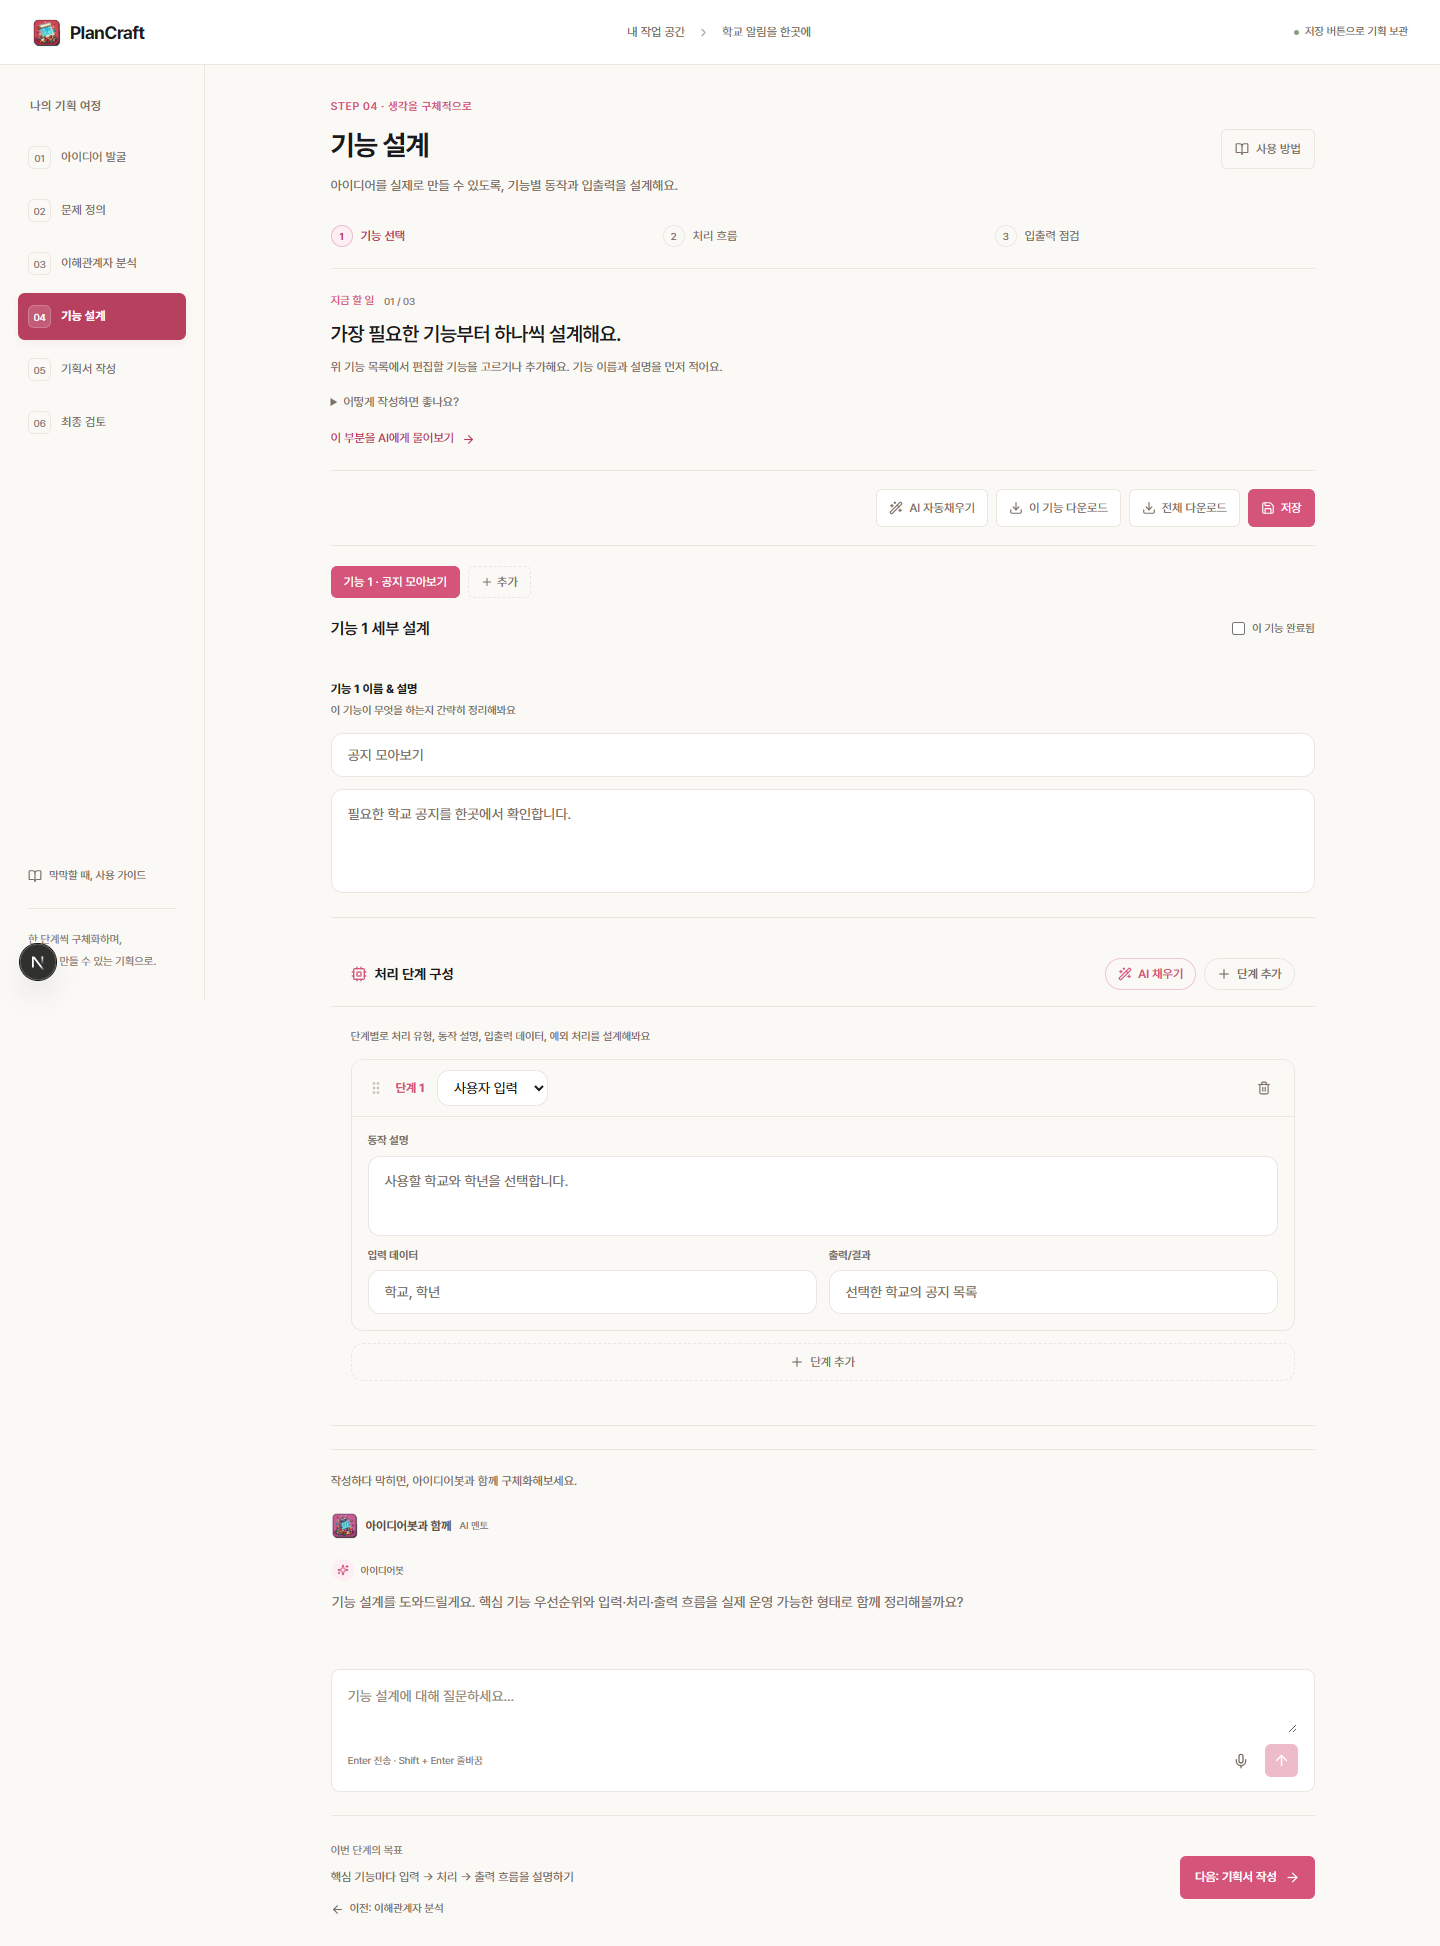 PlanCraft
내 작업 공간 > 학교 알림을 한곳에
저장 버튼으로 기획 보관
나의 기획 여정
01 아이디어 발굴
02 문제 정의
03 이해관계자 분석
04 기능 설계
05 기획서 작성
06 최종 검토
막막할 때, 사용 가이드
한 단계씩 구체화하며,
만들 수 있는 기획으로.
N
STEP 04 · 생각을 구체적으로
기능 설계
사용 방법
아이디어를 실제로 만들 수 있도록, 기능별 동작과 입출력을 설계해요.
1 기능 선택
2 처리 흐름
3 입출력 점검
지금 할 일 01 / 03
가장 필요한 기능부터 하나씩 설계해요.
위 기능 목록에서 편집할 기능을 고르거나 추가해요. 기능 이름과 설명을 먼저 적어요.
▶ 어떻게 작성하면 좋나요?
이 부분을 AI에게 물어보기 →
AI 자동채우기
이 기능 다운로드
전체 다운로드
저장
기능 1 · 공지 모아보기
+ 추가
기능 1 세부 설계
이 기능 완료됨
기능 1 이름 & 설명
이 기능이 무엇을 하는지 간략히 정리해봐요
공지 모아보기
필요한 학교 공지를 한곳에서 확인합니다.
처리 단계 구성
AI 채우기
+ 단계 추가
단계별로 처리 유형, 동작 설명, 입출력 데이터, 예외 처리를 설계해봐요
단계 1
사용자 입력
동작 설명
사용할 학교와 학년을 선택합니다.
입력 데이터
출력/결과
학교, 학년
선택한 학교의 공지 목록
+ 단계 추가
작성하다 막히면, 아이디어봇과 함께 구체화해보세요.
아이디어봇과 함께 AI 멘토
아이디어봇
기능 설계를 도와드릴게요. 핵심 기능 우선순위와 입력·처리·출력 흐름을 실제 운영 가능한 형태로 함께 정리해볼까요?
기능 설계에 대해 질문하세요...
Enter 전송 · Shift + Enter 줄바꿈
이번 단계의 목표
핵심 기능마다 입력 → 처리 → 출력 흐름을 설명하기
다음: 기획서 작성 →
← 이전: 이해관계자 분석